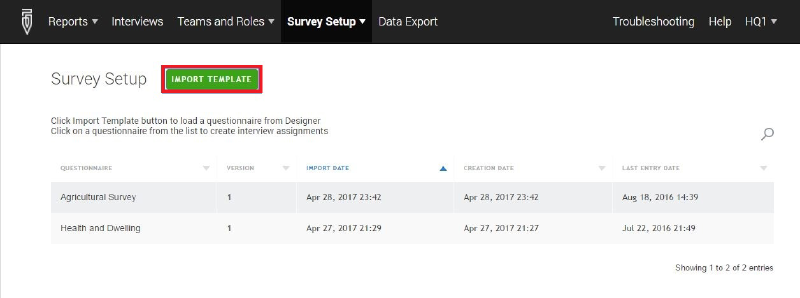 Reports Interviews Teams and Roles Survey Setup Data Export Troubleshooting Help HQ1
Survey Setup IMPORT TEMPLATE
Click Import Template button to load a questionnaire from Designer
Click on a questionnaire from the list to create interview assignments
QUESTIONNAIRE VERSION IMPORT DATE CREATION DATE LAST ENTRY DATE
Agricultural Survey 1 Apr 28, 2017 23:42 Apr 28, 2017 23:42 Aug 18, 2016 14:39
Health and Dwelling 1 Apr 27, 2017 21:29 Apr 27, 2017 21:27 Jul 22, 2016 21:49
Showing 1 to 2 of 2 entries